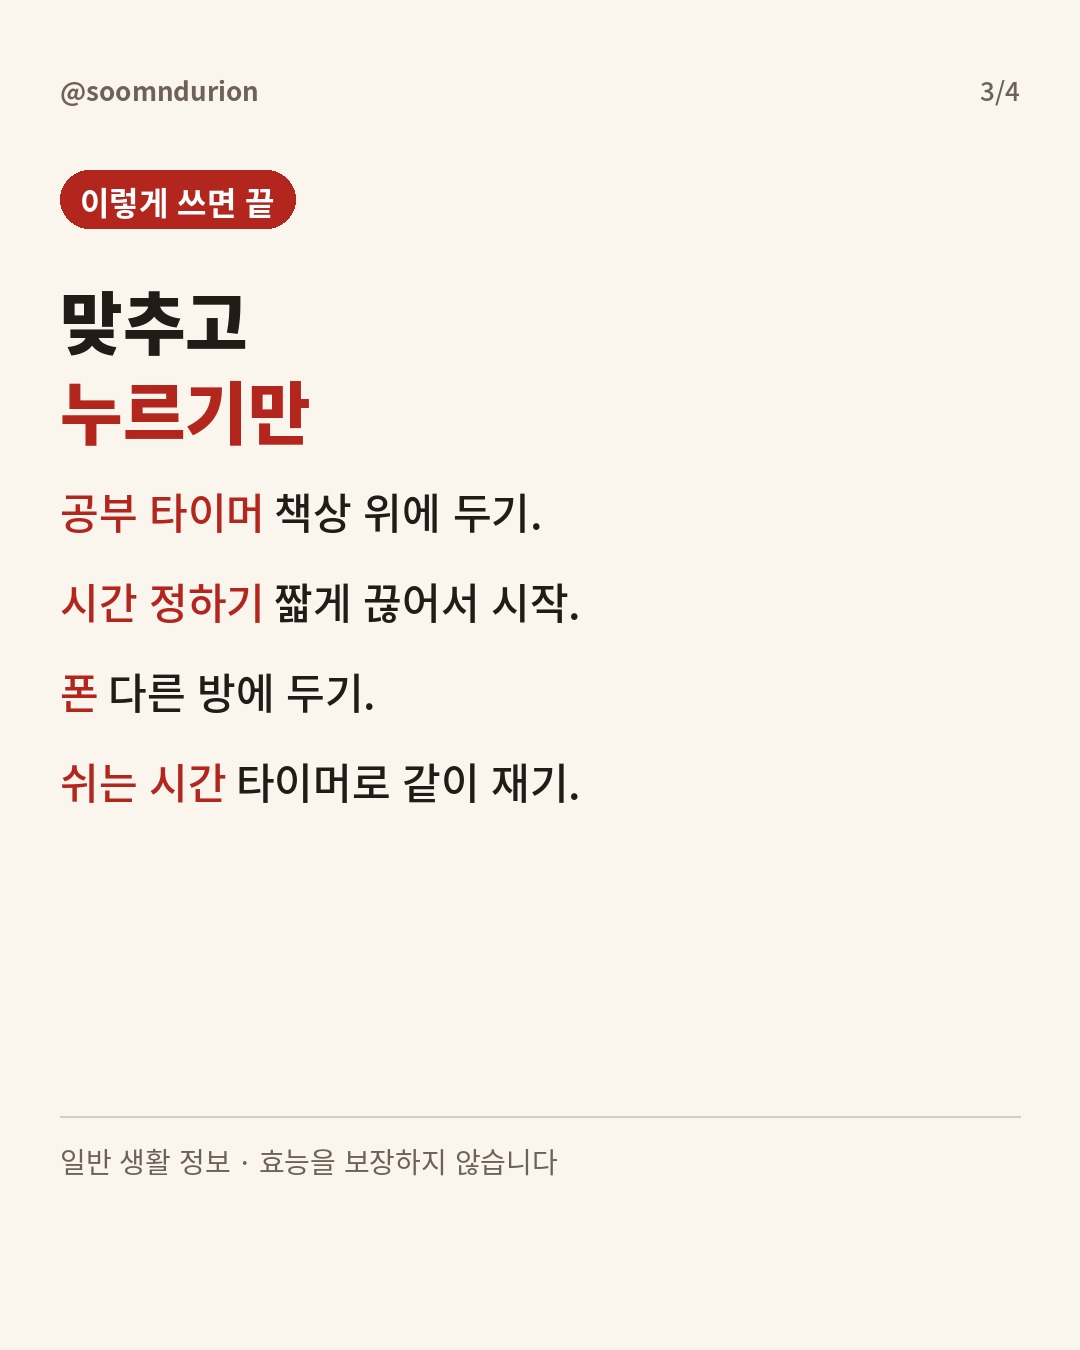 @soomndurion
3/4
이렇게 쓰면 끝
맞추고
누르기만
공부 타이머 책상 위에 두기.
시간 정하기 짧게 끊어서 시작.
폰 다른 방에 두기.
쉬는 시간 타이머로 같이 재기.
일반 생활 정보 · 효능을 보장하지 않습니다